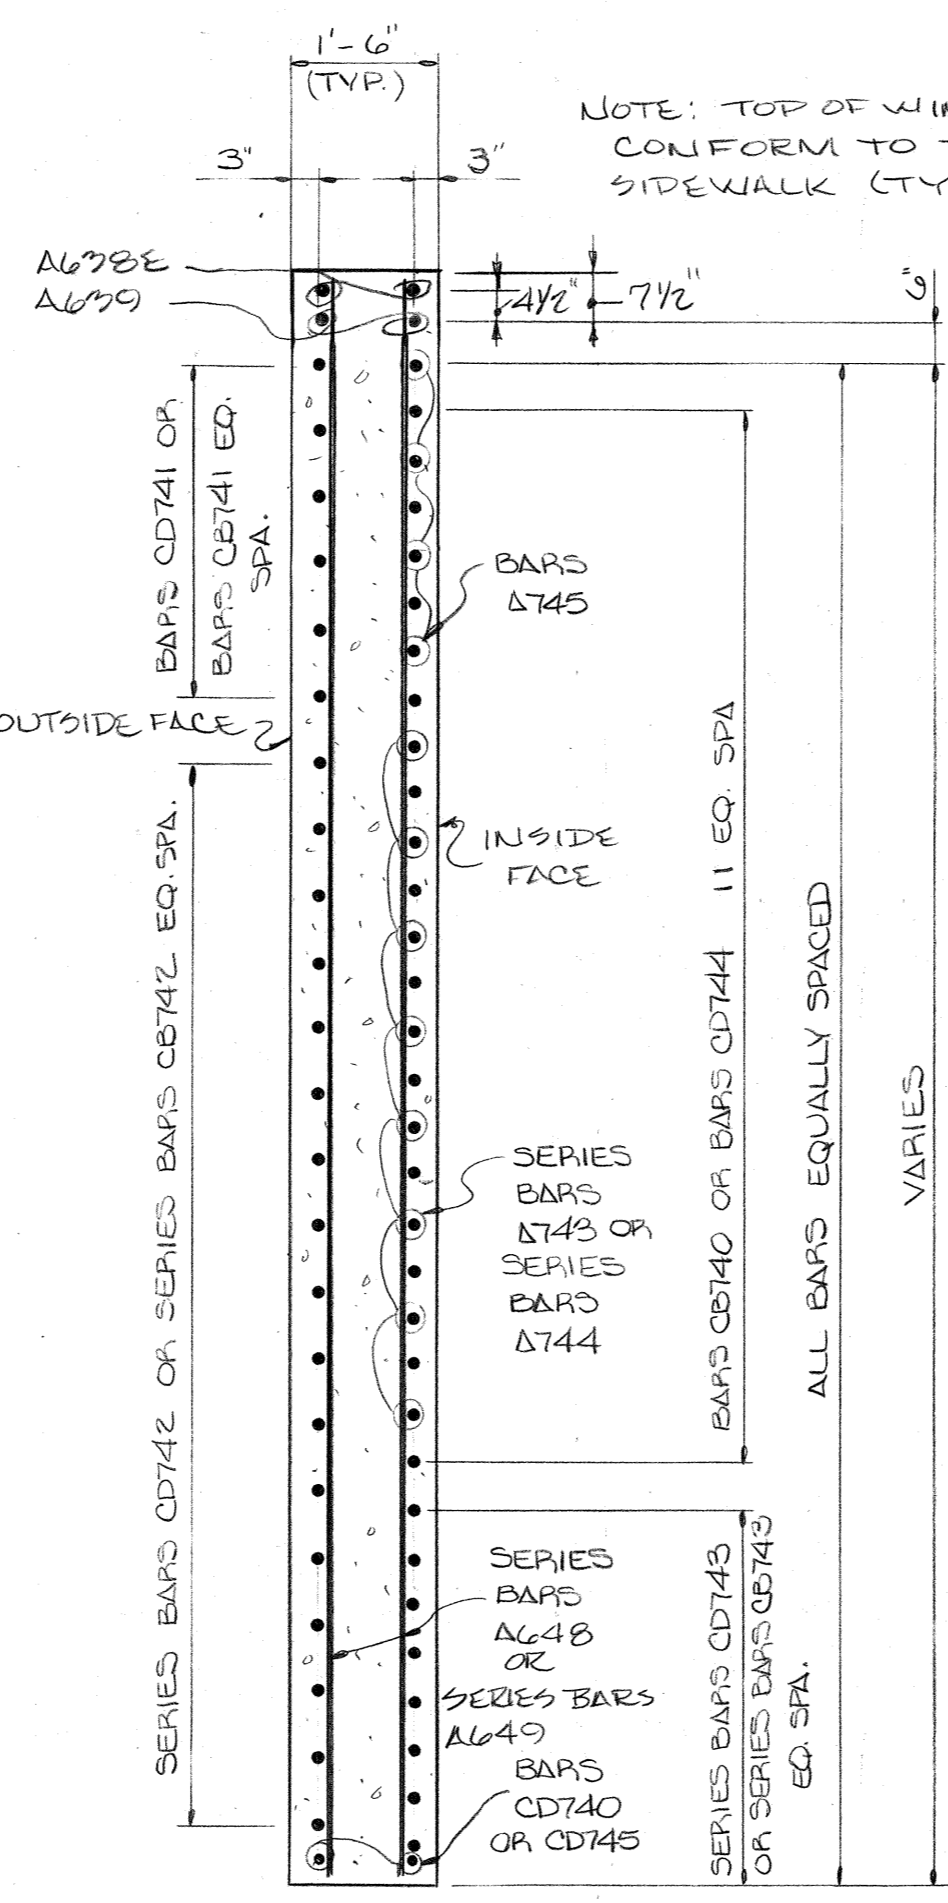 1'-6"
(TYP.)
NOTE: TOP OF
CONFORM TO
SIDEWALK
3"
3"
A638E
A639
4½"
7½"
BARS CD741 OR
BARS CB741 EQ.
SPA.
BARS
A745
OUTSIDE FACE
INSIDE
FACE
SERIES BARS CD742 OR SERIES BARS CB742 EQ. SPA.
BARS CB740 OR BARS CD744 11 EQ. SPA
ALL BARS EQUALLY SPACED
VARIES
SERIES
BARS
A743 OR
SERIES
BARS
A744
SERIES
BARS
A648
OR
SERIES BARS
A649
BARS
CD740
OR CD745
SERIES BARS CD743
OR SERIES BARS CB743
EQ. SPA.